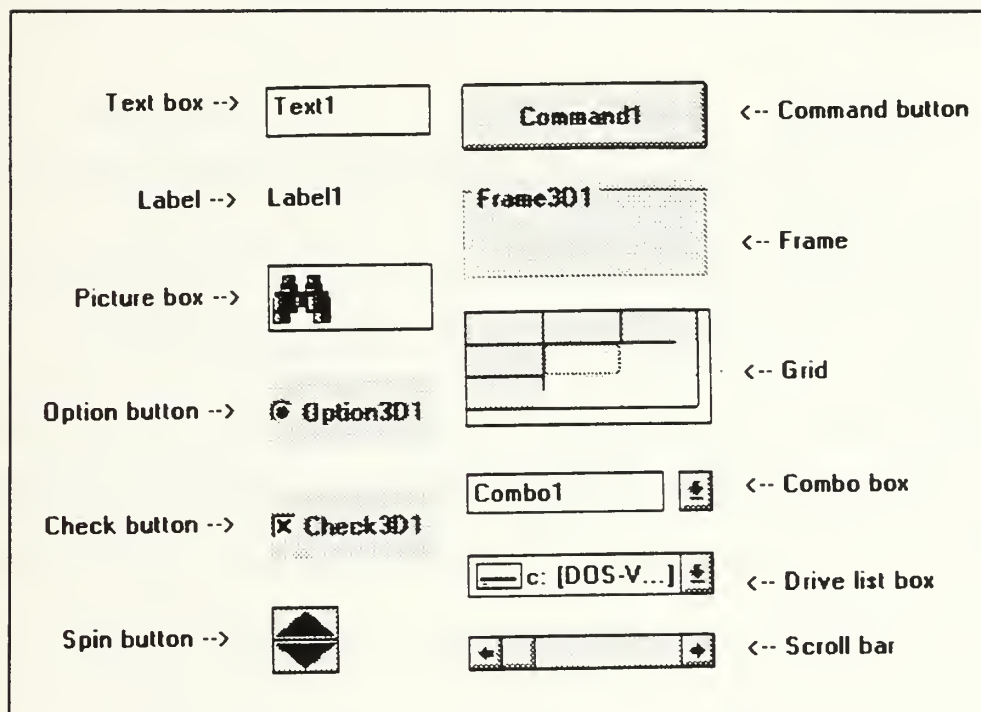 Text box --> Text1 Command1 <-- Command button
Label --> Label1 Frame3D1
<-- Frame
Picture box -->
<-- Grid
Option button --> Option3D1
Combo1 <-- Combo box
Check button --> Check3D1
c: [DOS-V...] <-- Drive list box
Spin button --> <-- Scroll bar